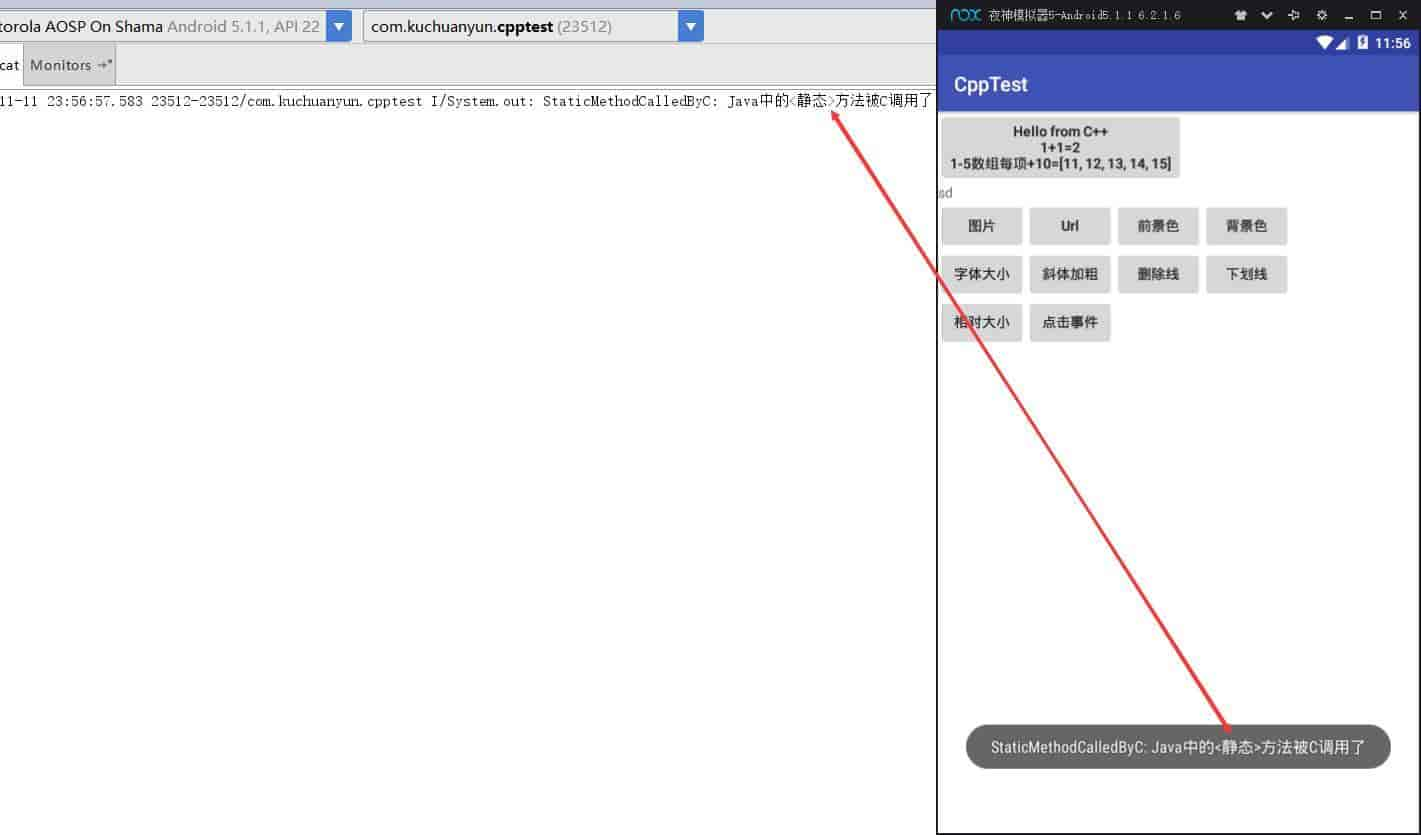 torola AOSP On Shama Android 5.1.1, API 22
com.kuchuanyun.cpptest (23512)
cat
Monitors
11-11 23:56:57.583 23512-23512/com.kuchuanyun.cpptest I/System.out: StaticMethodCalledByC: Java中的<静态>方法被C调用了
nox 夜神模拟器5-Android5.1.1 6.2.1.6
11:56
CppTest
Hello from C++
1+1=2
1-5数组每项+10=[11, 12, 13, 14, 15]
sd
图片 Url 前景色 背景色
字体大小 斜体加粗 删除线 下划线
相对大小 点击事件
StaticMethodCalledByC: Java中的<静态>方法被C调用了